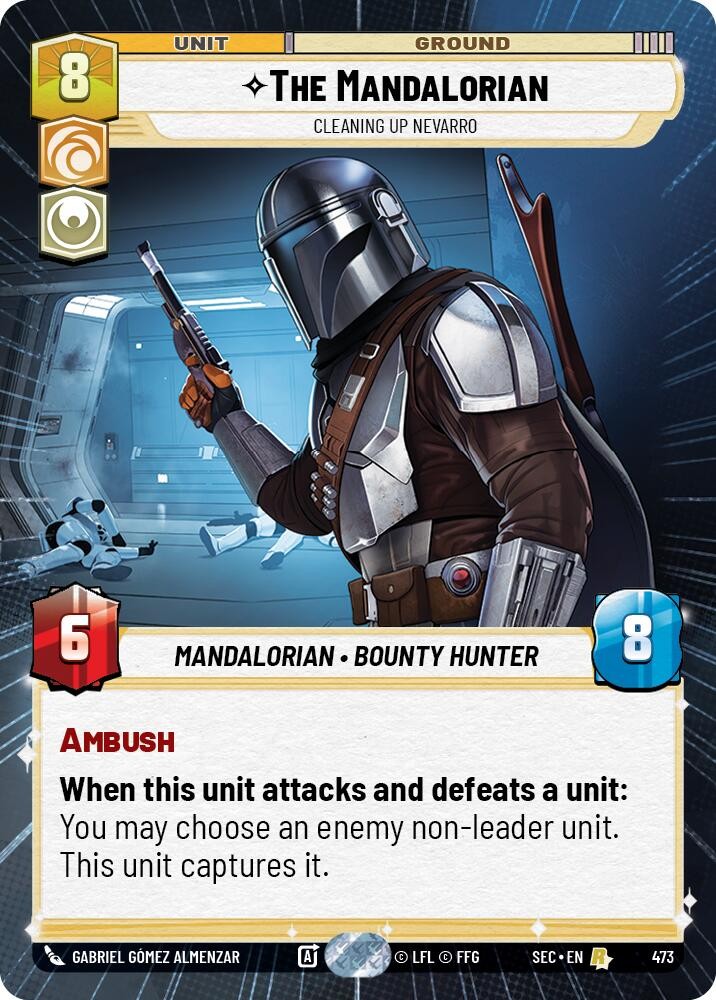 UNIT
GROUND
8
THE MANDALORIAN
CLEANING UP NEVARRO
6
MANDALORIAN • BOUNTY HUNTER
8
AMBUSH
When this unit attacks and defeats a unit:
You may choose an enemy non-leader unit.
This unit captures it.
GABRIEL GÓMEZ ALMENZAR A © LFL © FFG SEC • EN R 473